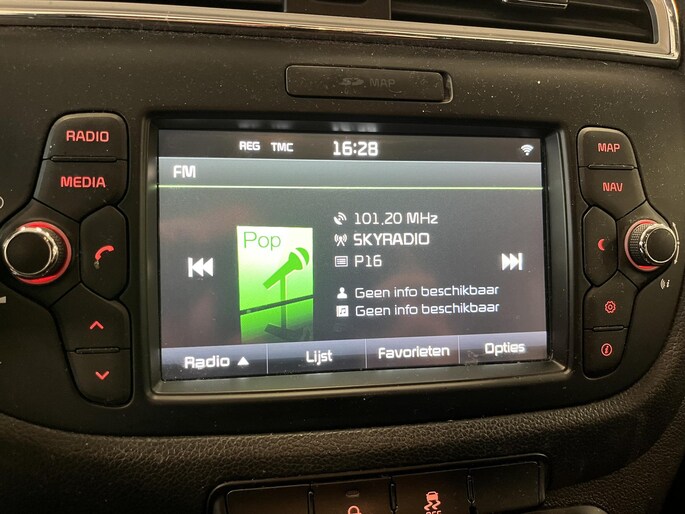 SD MAP
RADIO
MEDIA
REG TMC 16:28
FM
Pop
101,20 MHz
SKYRADIO
P16
Geen info beschikbaar
Geen info beschikbaar
Radio ▲ Lijst Favorieten Opties
MAP
NAV
i
i
OFF